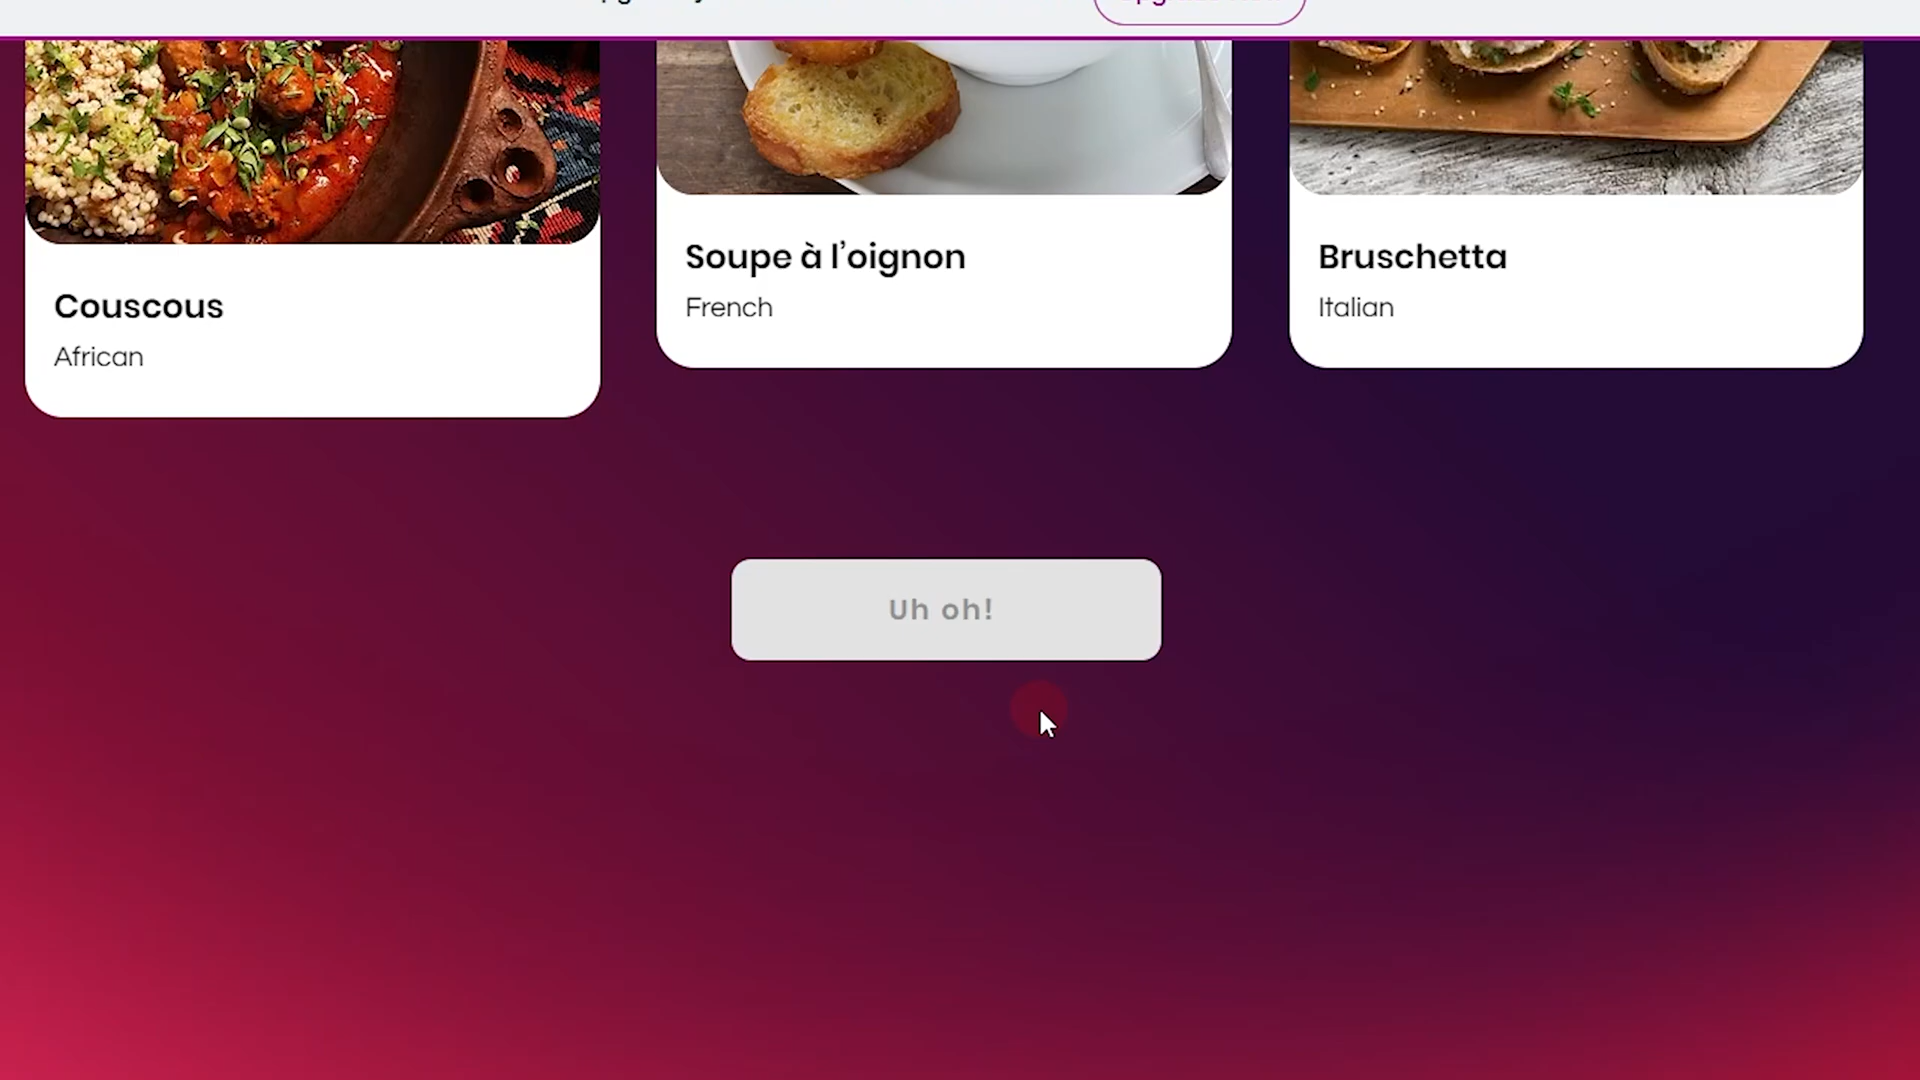 Couscous
African
Soupe à l’oignon
French
Bruschetta
Italian
Uh oh!